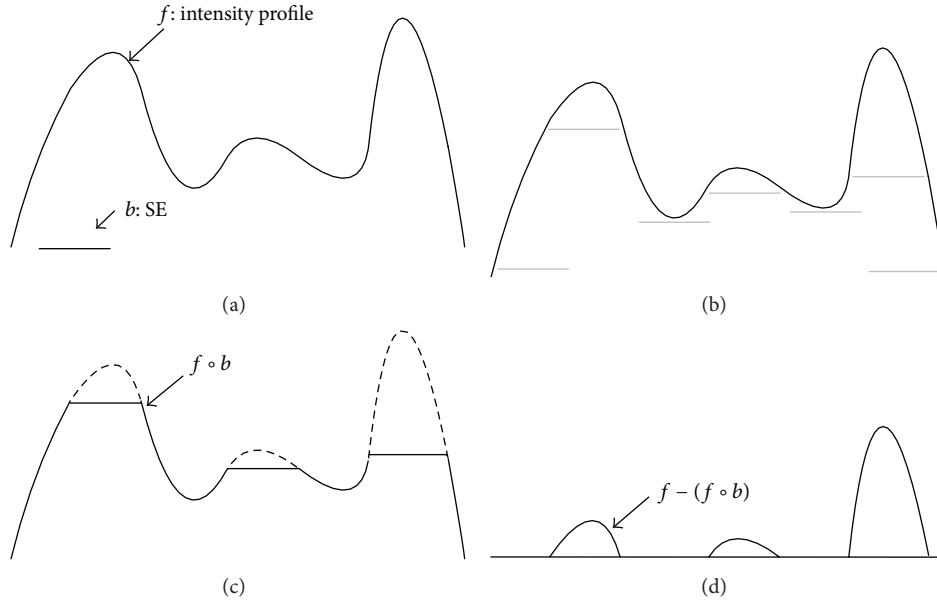 f: intensity profile
b: SE
(a)
(b)
f ∘ b
(c)
f − (f ∘ b)
(d)